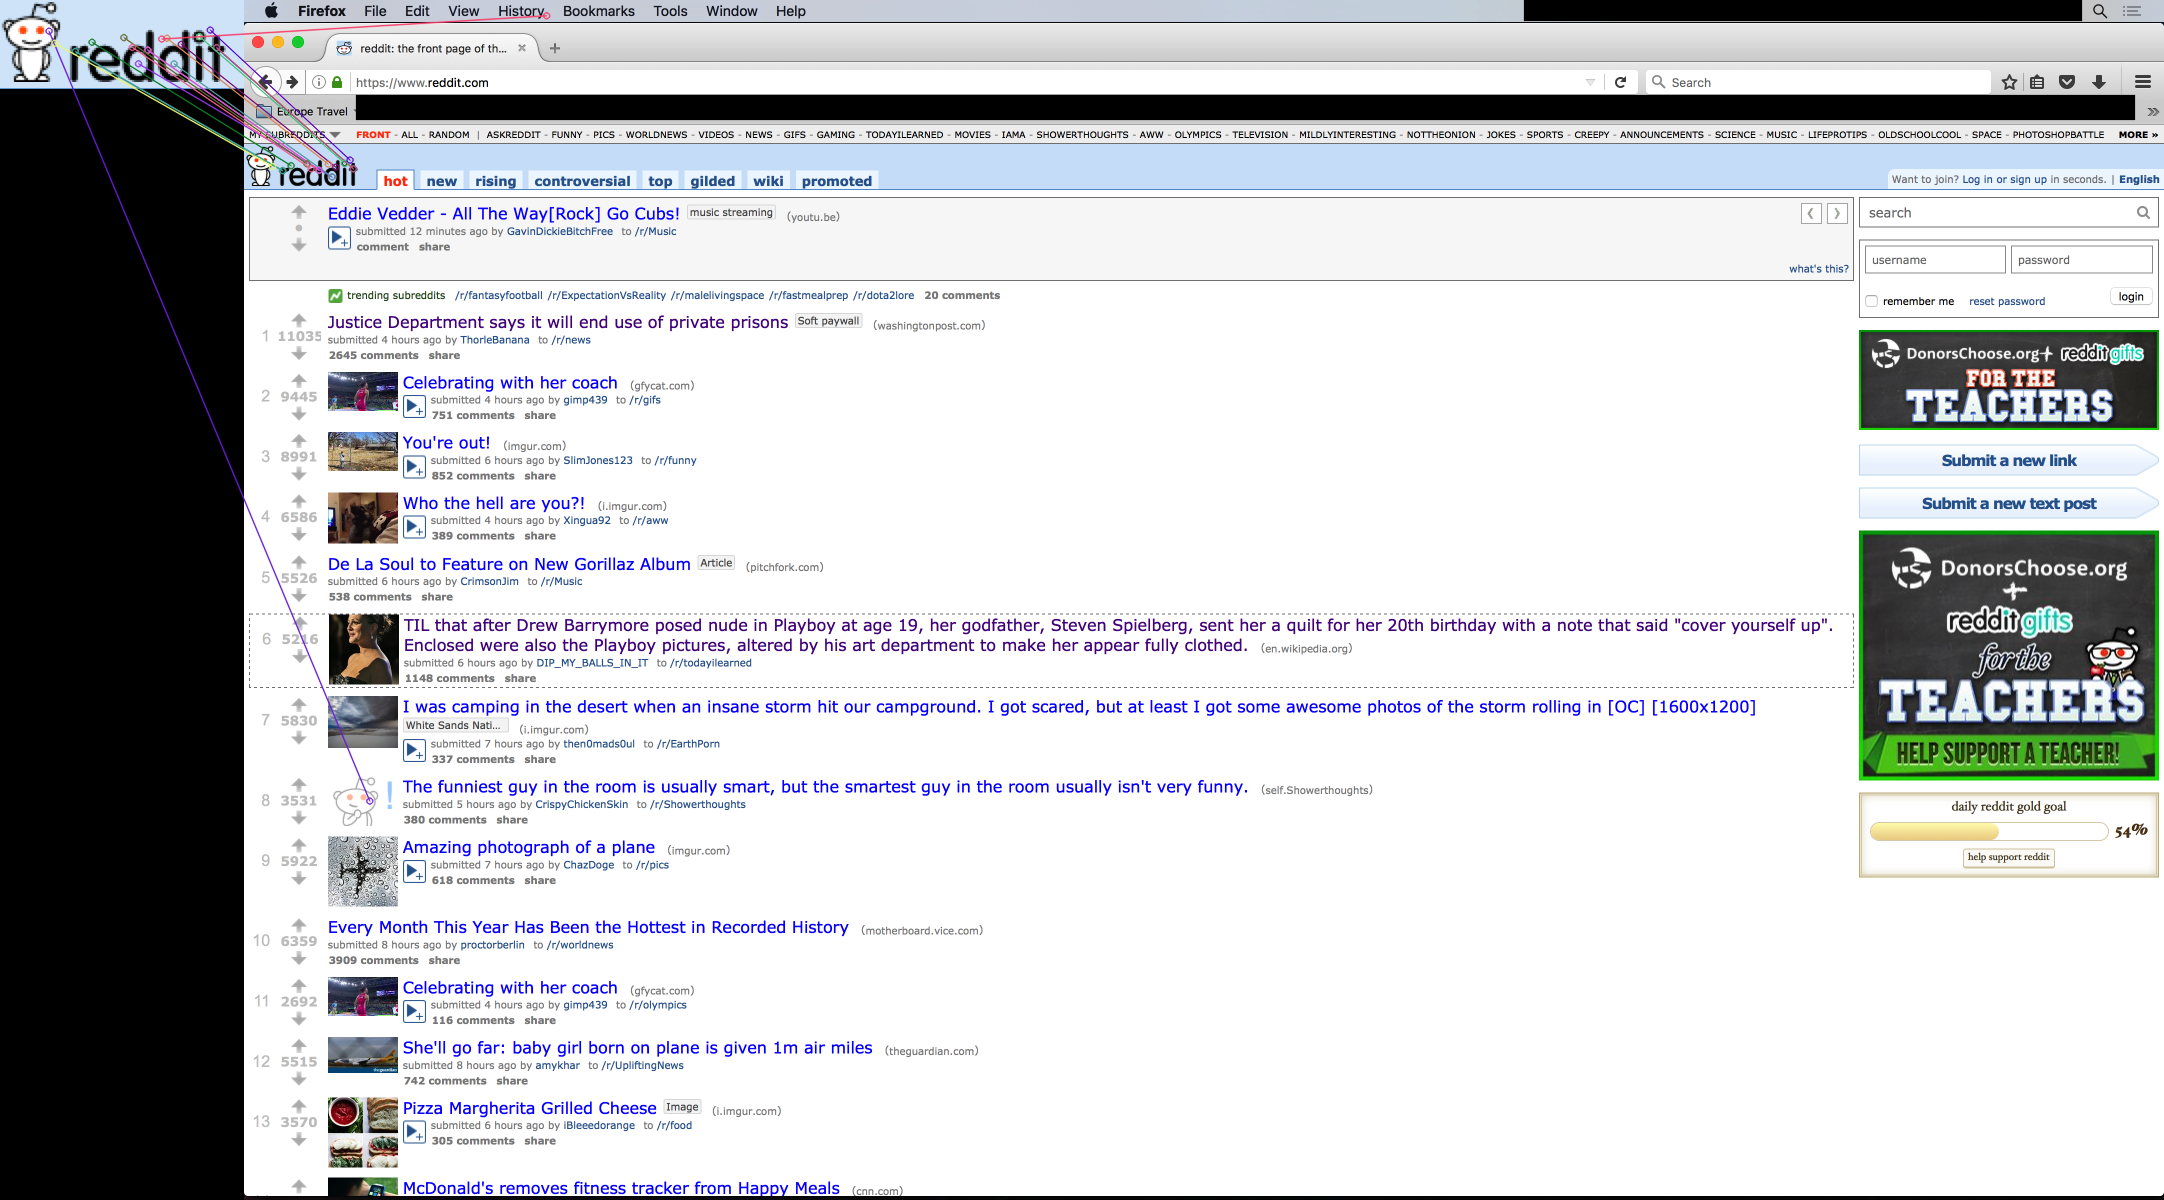 reddit
Firefox File Edit View History Bookmarks Tools Window Help
reddit: the front page of th...
https://www.reddit.com
Search
Europe Travel
MY SUBREDDITS FRONT - ALL - RANDOM | ASKREDDIT - FUNNY - PICS - WORLDNEWS - VIDEOS - NEWS - GIFS - GAMING - TODAYILEARNED - MOVIES - IAMA - SHOWERTHOUGHTS - AWW - OLYMPICS - TELEVISION - MILDLYINTERESTING - NOTTHEONION - JOKES - SPORTS - CREEPY - ANNOUNCEMENTS - SCIENCE - MUSIC - LIFEPROTIPS - OLDSCHOOLCOOL - SPACE - PHOTOSHOPBATTLE MORE »
reddit hot new rising controversial top gilded wiki promoted
Want to join? Log in or sign up in seconds. | English
Eddie Vedder - All The Way[Rock] Go Cubs! music streaming (youtu.be)
submitted 12 minutes ago by GavinDickieBitchFree to /r/Music
comment share
what's this?
trending subreddits /r/fantasyfootball /r/ExpectationVsReality /r/malelivingspace /r/fastmealprep /r/dota2lore 20 comments
Justice Department says it will end use of private prisons Soft paywall (washingtonpost.com)
1 11035
submitted 4 hours ago by ThorleBanana to /r/news
2645 comments share
Celebrating with her coach (gfycat.com)
2 9445
submitted 4 hours ago by gimp439 to /r/gifs
751 comments share
You're out! (imgur.com)
3 8991
submitted 6 hours ago by SlimJones123 to /r/funny
852 comments share
Who the hell are you?! (i.imgur.com)
4 6586
submitted 4 hours ago by Xingua92 to /r/aww
389 comments share
De La Soul to Feature on New Gorillaz Album Article (pitchfork.com)
5 5526
submitted 6 hours ago by CrimsonJim to /r/Music
538 comments share
TIL that after Drew Barrymore posed nude in Playboy at age 19, her godfather, Steven Spielberg, sent her a quilt for her 20th birthday with a note that said "cover yourself up".
6 5216
Enclosed were also the Playboy pictures, altered by his art department to make her appear fully clothed. (en.wikipedia.org)
submitted 6 hours ago by DIP_MY_BALLS_IN_IT to /r/todayilearned
1148 comments share
I was camping in the desert when an insane storm hit our campground. I got scared, but at least I got some awesome photos of the storm rolling in [OC] [1600x1200]
7 5830
White Sands Nati... (i.imgur.com)
submitted 7 hours ago by then0mads0ul to /r/EarthPorn
337 comments share
The funniest guy in the room is usually smart, but the smartest guy in the room usually isn't very funny. (self.Showerthoughts)
8 3531
submitted 5 hours ago by CrispyChickenSkin to /r/Showerthoughts
380 comments share
Amazing photograph of a plane (imgur.com)
9 5922
submitted 7 hours ago by ChazDoge to /r/pics
618 comments share
Every Month This Year Has Been the Hottest in Recorded History (motherboard.vice.com)
10 6359
submitted 8 hours ago by proctorberlin to /r/worldnews
3909 comments share
Celebrating with her coach (gfycat.com)
11 2692
submitted 4 hours ago by gimp439 to /r/olympics
116 comments share
She'll go far: baby girl born on plane is given 1m air miles (theguardian.com)
12 5515
submitted 8 hours ago by amykhar to /r/UpliftingNews
742 comments share
Pizza Margherita Grilled Cheese Image (i.imgur.com)
13 3570
submitted 6 hours ago by iBleeedorange to /r/food
305 comments share
McDonald's removes fitness tracker from Happy Meals (cnn.com)
search
username password
remember me reset password login
DonorsChoose.org + redditgifts
FOR THE
TEACHERS
Submit a new link
Submit a new text post
DonorsChoose.org
+
redditgifts
for the
TEACHERS
HELP SUPPORT A TEACHER!
daily reddit gold goal
54%
help support reddit